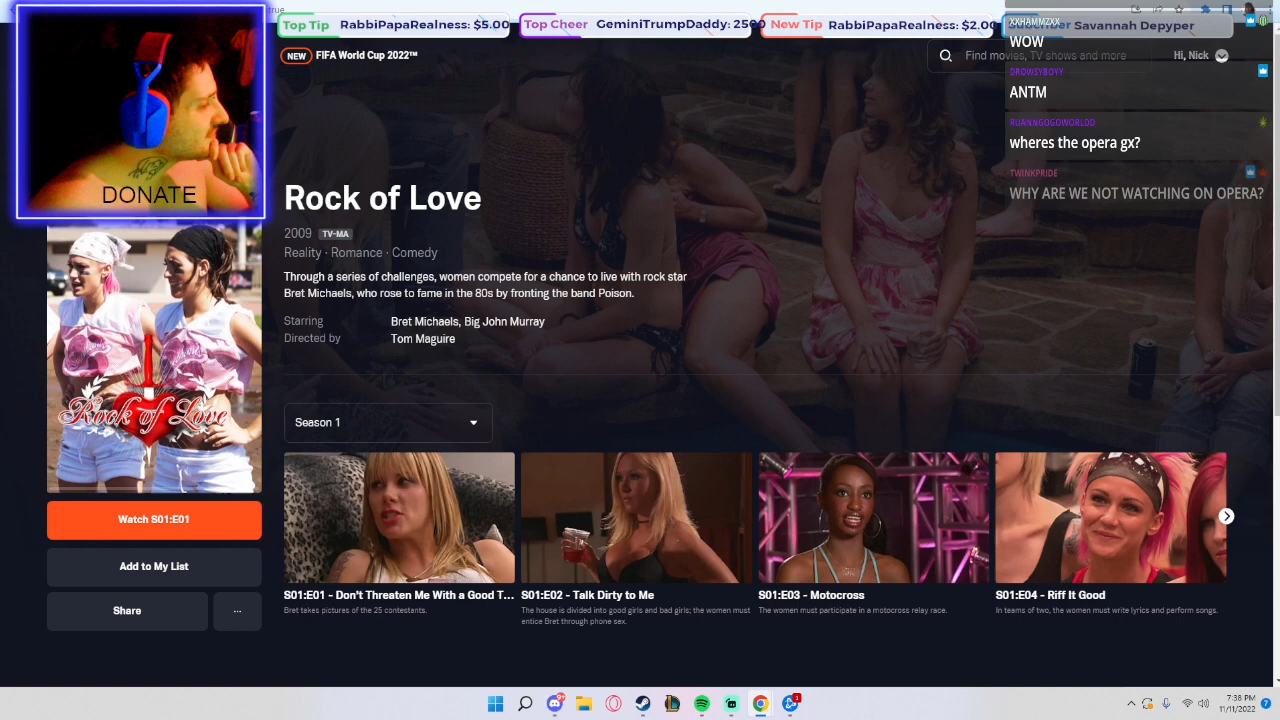 true
Top Tip RabbiPapaRealness: $5.00
Top Cheer GeminiTrumpDaddy: 2500
New Tip RabbiPapaRealness: $2.00
Savannah Depyper
NEW FIFA World Cup 2022™
Find movies, TV shows and more
Hi, Nick
XXHAMMZXX
WOW
DROWSYBOYY
ANTM
RUANNGOGOWORLDD
wheres the opera gx?
TWINKPRIDE
WHY ARE WE NOT WATCHING ON OPERA?
DONATE
Rock of Love
2009 TV-MA
Reality · Romance · Comedy
Through a series of challenges, women compete for a chance to live with rock star
Bret Michaels, who rose to fame in the 80s by fronting the band Poison.
Starring Bret Michaels, Big John Murray
Directed by Tom Maguire
Rock of Love
Season 1
Watch S01:E01
Add to My List
Share
...
S01:E01 - Don't Threaten Me With a Good T...
Bret takes pictures of the 25 contestants.
S01:E02 - Talk Dirty to Me
The house is divided into good girls and bad girls; the women must
entice Bret through phone sex.
S01:E03 - Motocross
The women must participate in a motocross relay race.
S01:E04 - Riff It Good
In teams of two, the women must write lyrics and perform songs.
9+
1
7:38 PM
11/11/2022